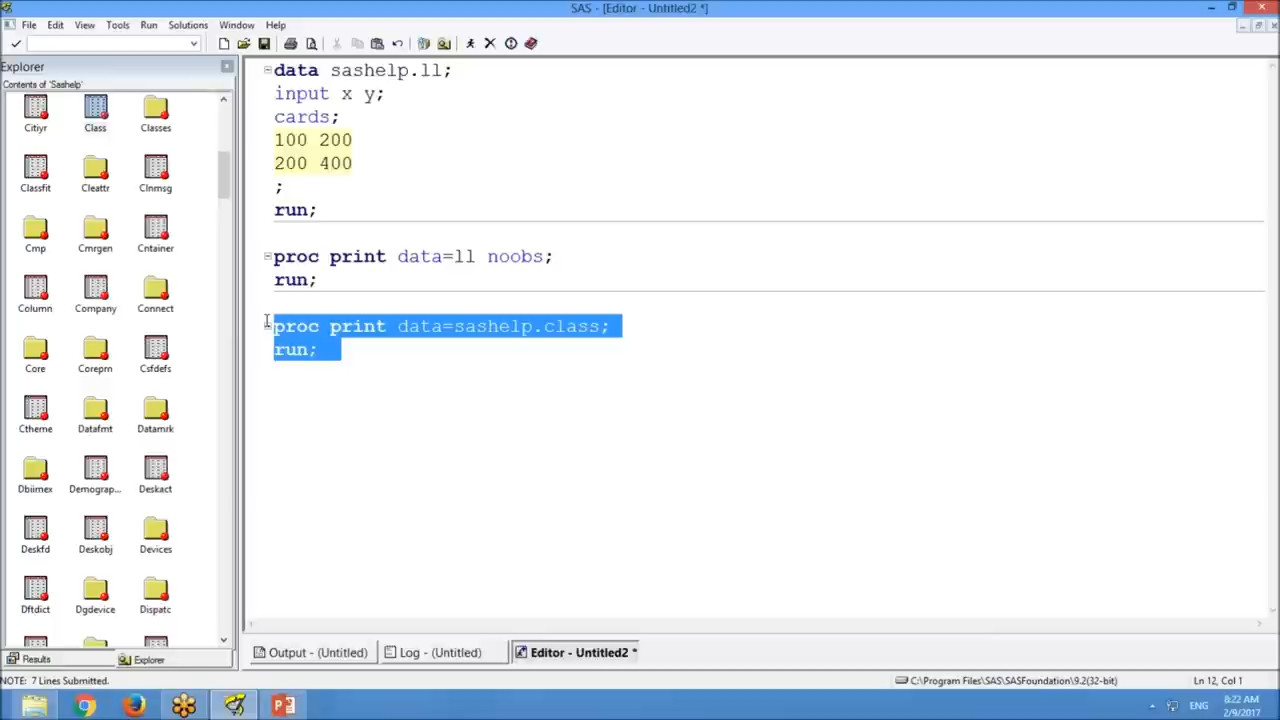 SAS - [Editor - Untitled2 *]
File Edit View Tools Run Solutions Window Help
Explorer
Contents of 'Sashelp'
Citiyr Class Classes
Classfit Cleattr Clnmsg
Cmp Cmrgen Cntainer
Column Company Connect
Core Coreprn Csfdefs
Ctheme Datafmt Datamrk
Dbiimex Demograp... Deskact
Deskfd Deskobj Devices
Dftdict Dgdevice Dispatc
data sashelp.ll;
input x y;
cards;
100 200
200 400
;
run;
proc print data=ll noobs;
run;
proc print data=sashelp.class;
run;
Results Explorer
Output - (Untitled) Log - (Untitled) Editor - Untitled2 *
NOTE: 7 Lines Submitted. C:\Program Files\SAS\SASFoundation\9.2(32-bit) Ln 12, Col 1
ENG 8:22 AM
2/9/2017